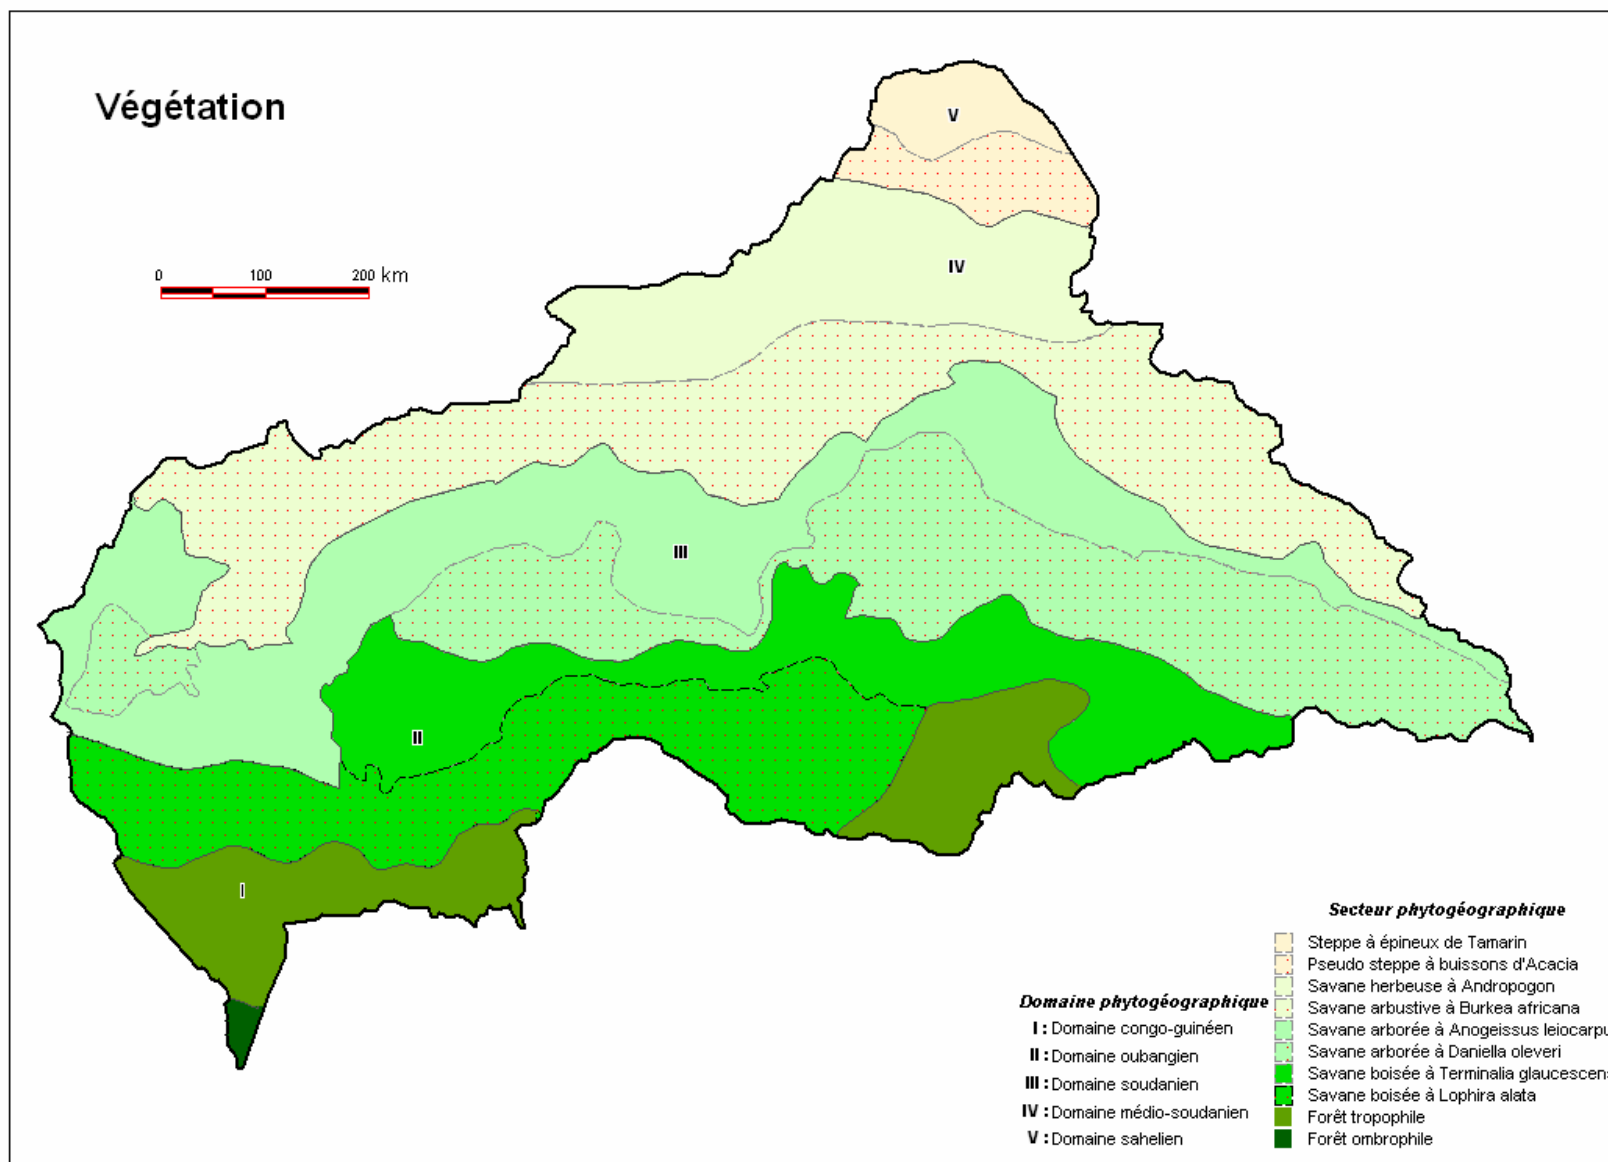 Végétation
V
IV
0 100 200 km
III
II
I
Secteur phytogéographique
Steppe à épineux de Tamarin
Pseudo steppe à buissons d'Acacia
Savane herbeuse à Andropogon
Savane arbustive à Burkea africana
Savane arborée à Anogeissus leiocarpu
Savane arborée à Daniella oleveri
Savane boisée à Terminalia glaucescens
Savane boisée à Lophira alata
Forêt tropophile
Forêt ombrophile
Domaine phytogéographique
I : Domaine congo-guinéen
II : Domaine oubangien
III : Domaine soudanien
IV : Domaine médio-soudanien
V : Domaine sahelien